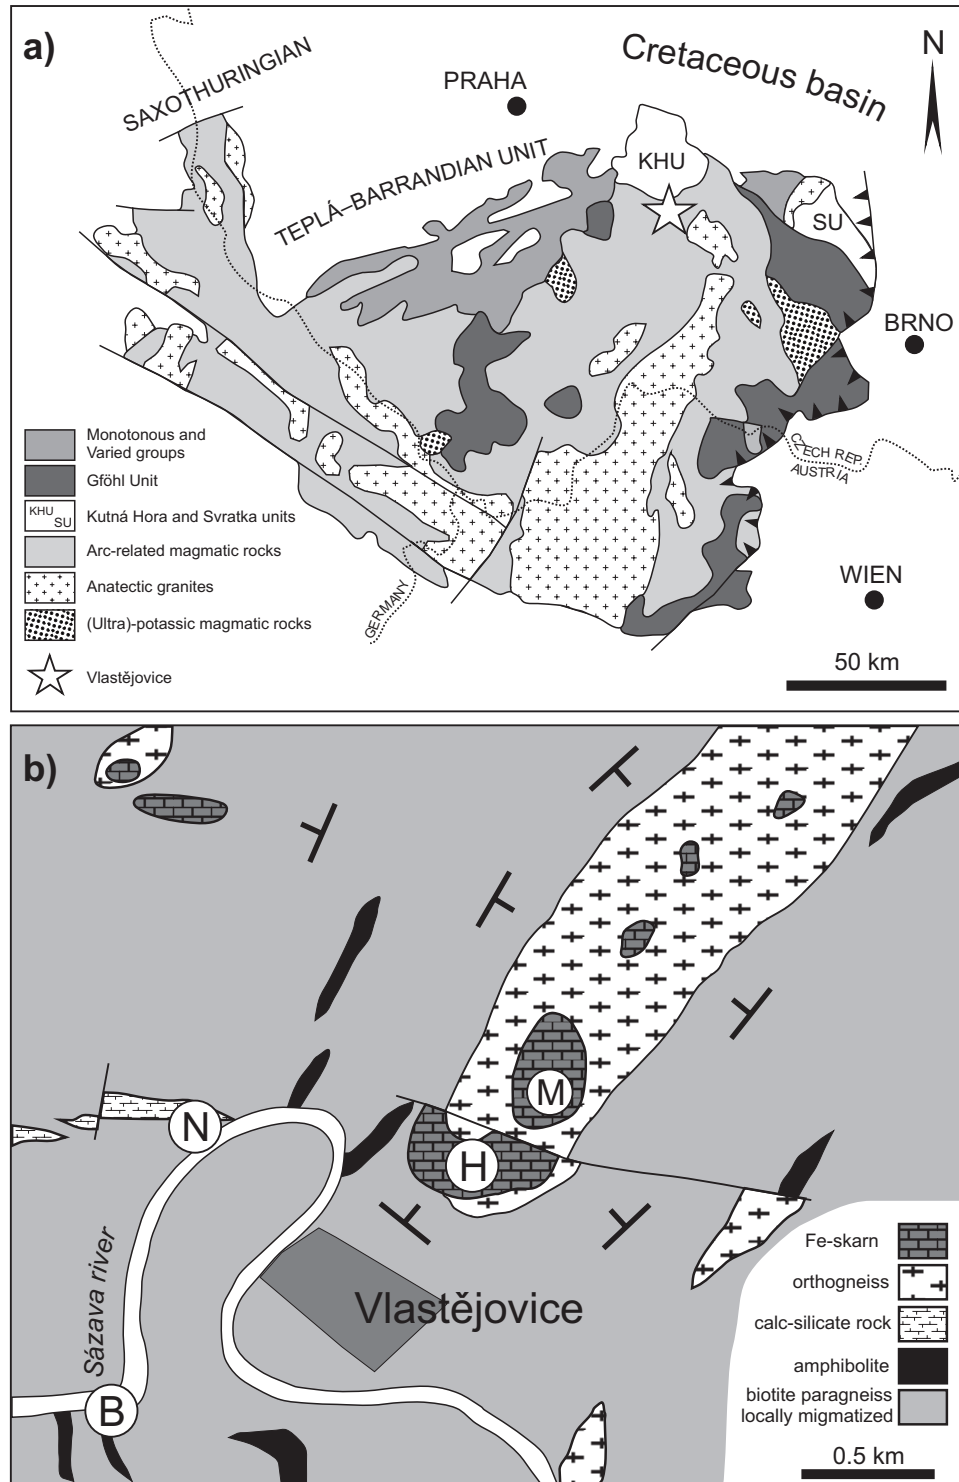 a)
SAXOTHURINGIAN
PRAHA
Cretaceous basin
N
TEPLÁ–BARRANDIAN UNIT
KHU
SU
BRNO
CZECH REP.
AUSTRIA
GERMANY
WIEN
50 km
Monotonous and
Varied groups
Gföhl Unit
KHU
SU
Kutná Hora and Svratka units
Arc-related magmatic rocks
Anatectic granites
(Ultra)-potassic magmatic rocks
Vlastějovice
b)
M
N
H
Sázava river
Vlastějovice
B
Fe-skarn
orthogneiss
calc-silicate rock
amphibolite
biotite paragneiss
locally migmatized
0.5 km